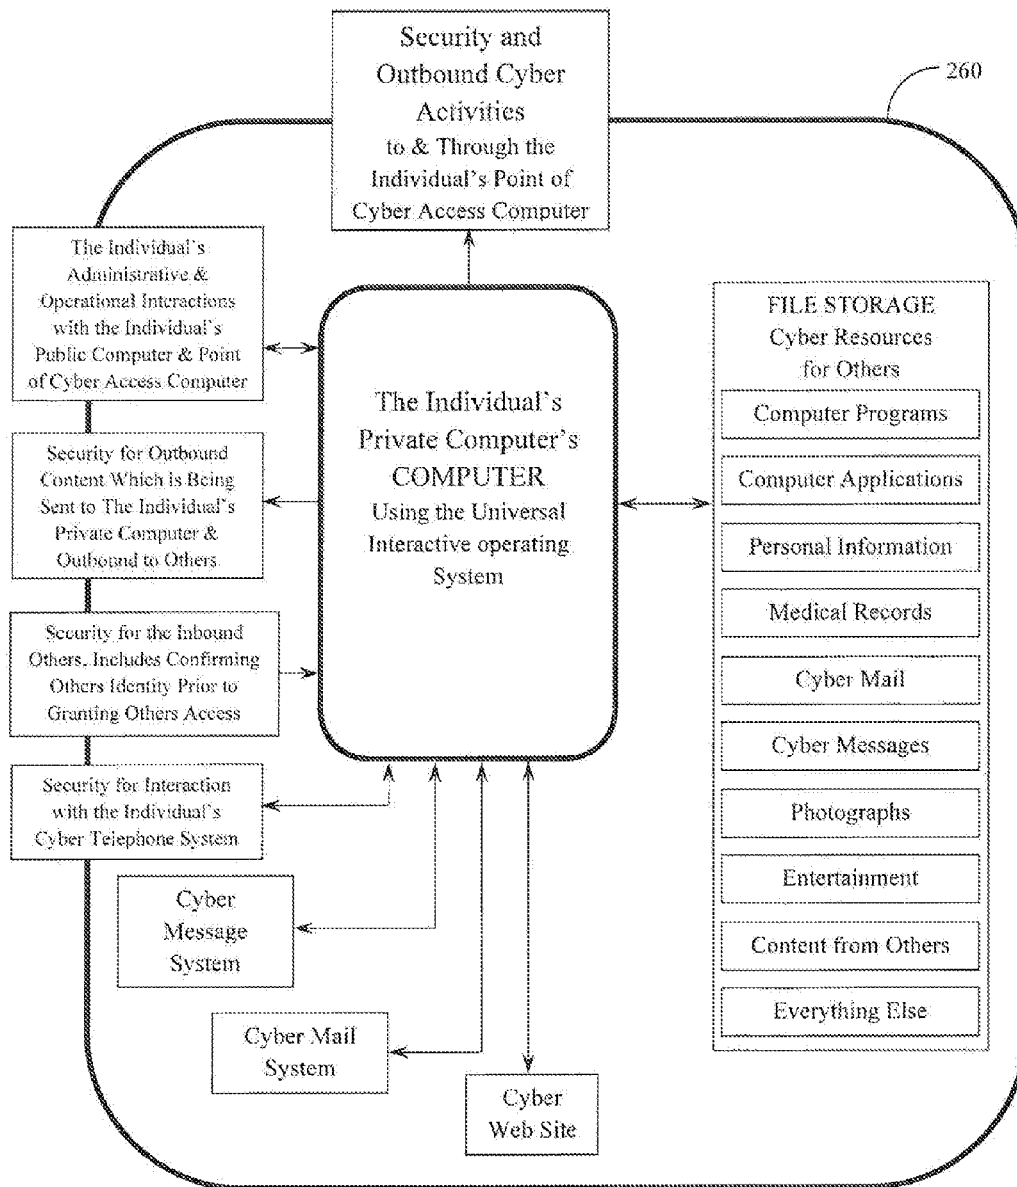 Security and
Outbound Cyber
Activities
to & Through the
Individual's Point of
Cyber Access Computer
260
The Individual's
Administrative &
Operational Interactions
with the Individual's
Public Computer & Point
of Cyber Access Computer
Security for Outbound
Content Which is Being
Sent to The Individual's
Private Computer &
Outbound to Others.
Security for the Inbound
Others, Includes Confirming
Others Identity Prior to
Granting Others Access
Security for Interaction
with the Individual's
Cyber Telephone System
The Individual's
Private Computer's
COMPUTER
Using the Universal
Interactive operating
System
Cyber
Message
System
Cyber Mail
System
Cyber
Web Site
FILE STORAGE
Cyber Resources
for Others
Computer Programs
Computer Applications
Personal Information
Medical Records
Cyber Mail
Cyber Messages
Photographs
Entertainment
Content from Others
Everything Else